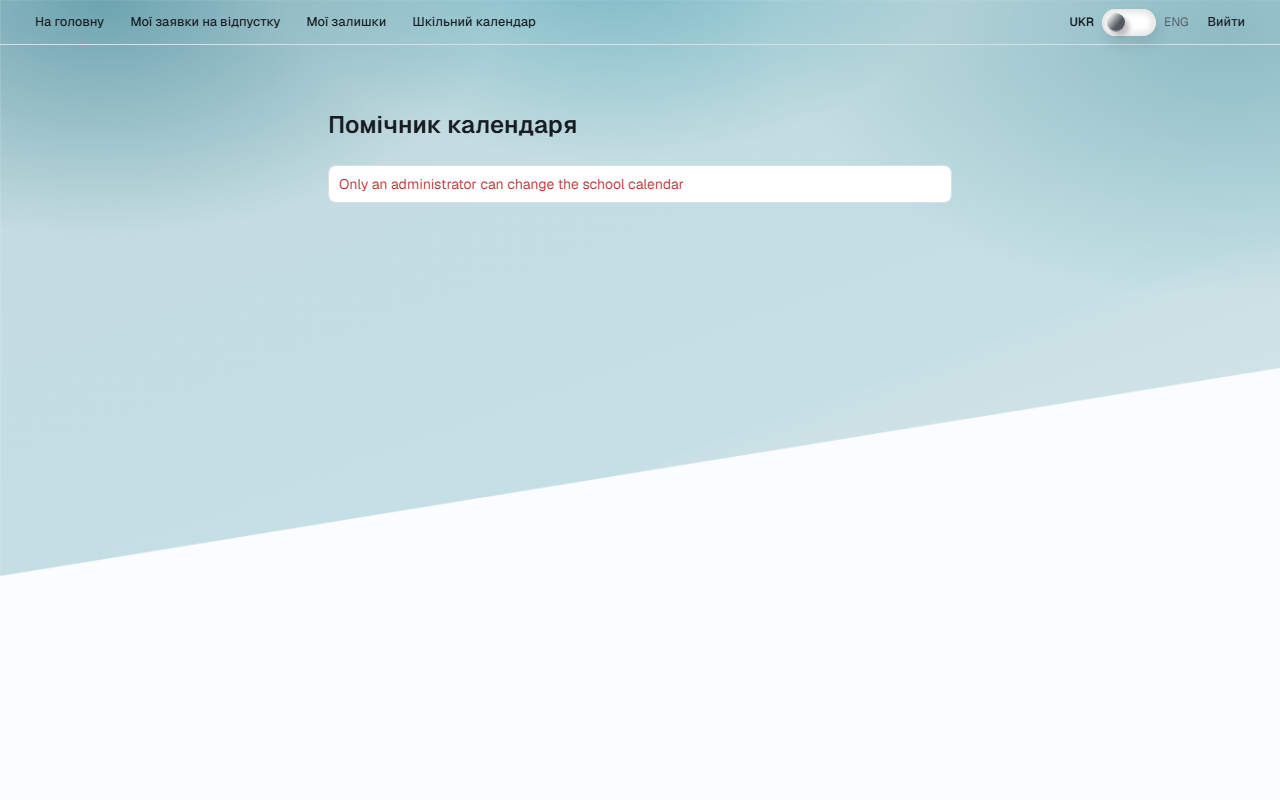 На головну Мої заявки на відпустку Мої залишки Шкільний календар UKR ENG Вийти
Помічник календаря
Only an administrator can change the school calendar